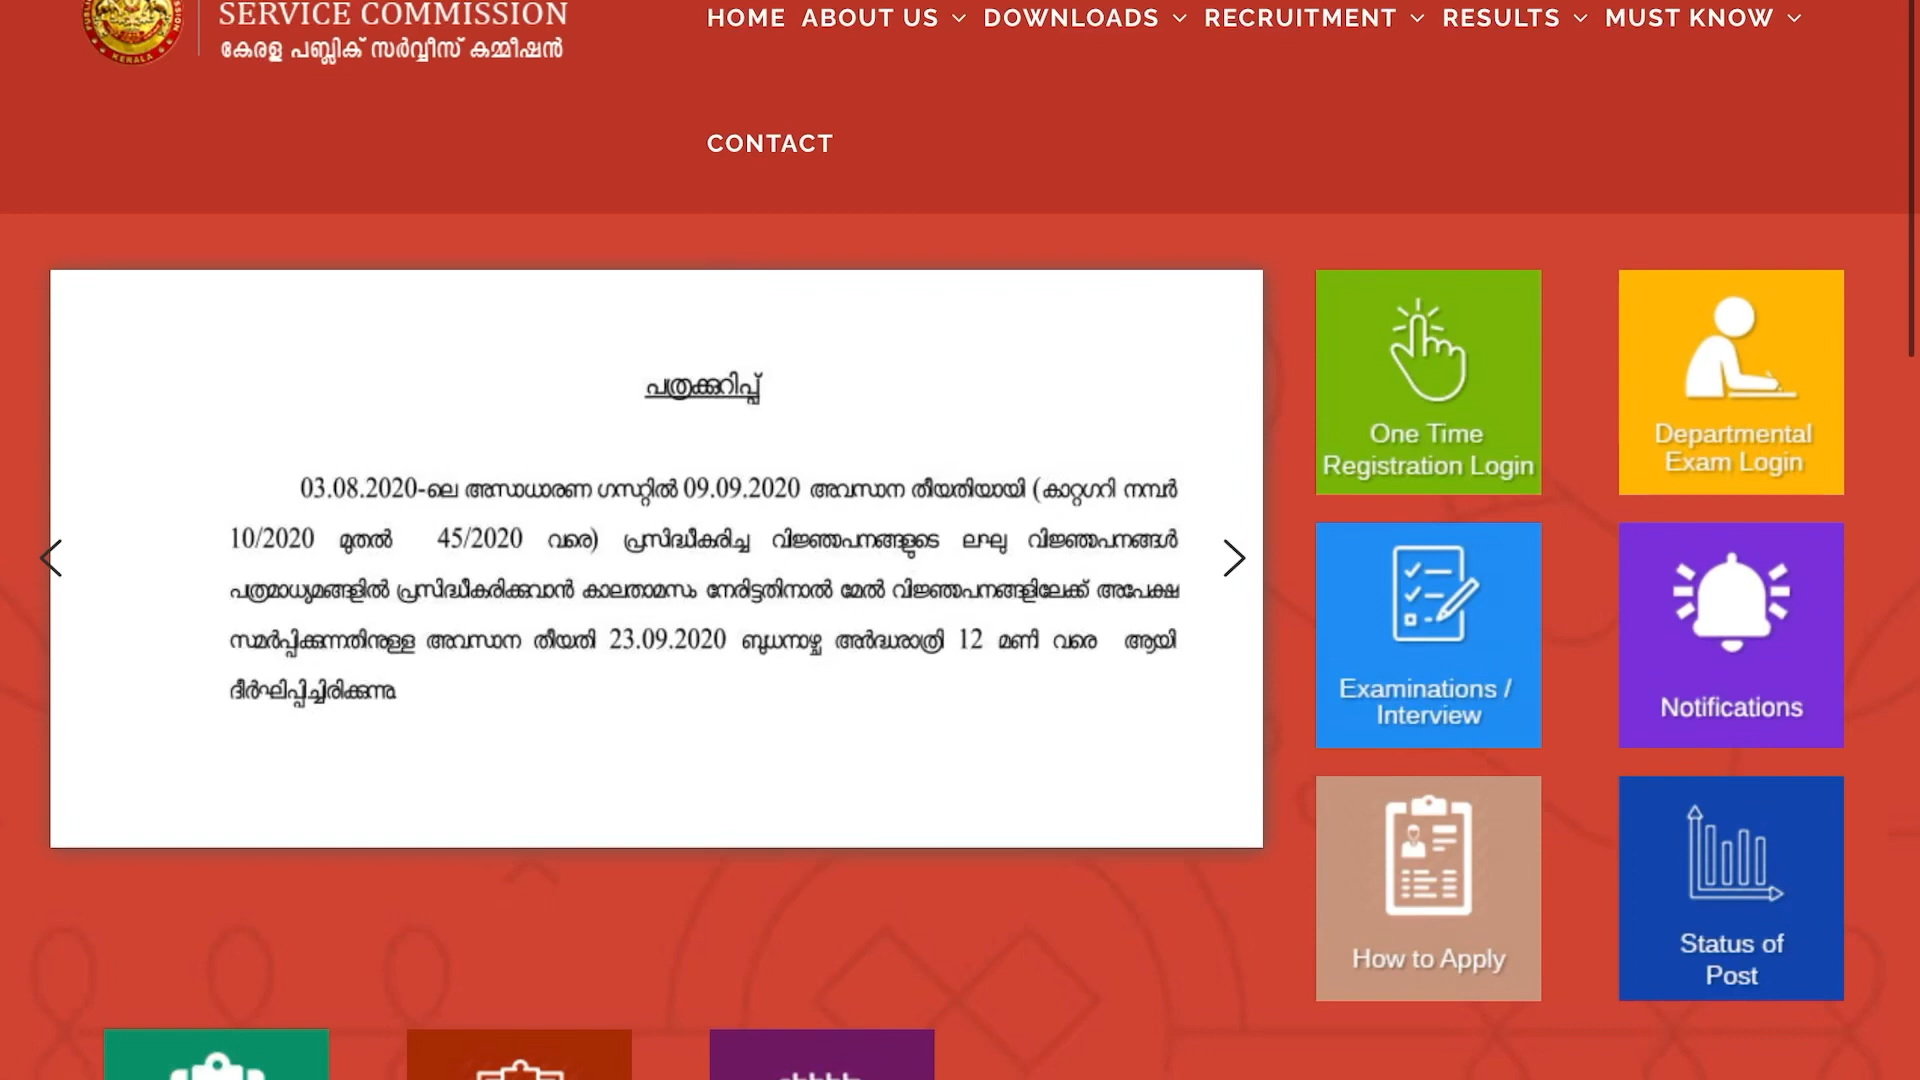 SERVICE COMMISSION
കേരള പബ്ലിക് സർവ്വീസ് കമ്മീഷൻ
KERALA
HOME ABOUT US DOWNLOADS RECRUITMENT RESULTS MUST KNOW
CONTACT
പത്രക്കുറിപ്പ്
03.08.2020-ലെ അസാധാരണ ഗസറ്റിൽ 09.09.2020 അവസാന തീയതിയായി (കാറ്റഗറി നമ്പർ
10/2020 മുതൽ 45/2020 വരെ) പ്രസിദ്ധീകരിച്ച വിജ്ഞാപനങ്ങളുടെ ലഘു വിജ്ഞാപനങ്ങൾ
പത്രമാധ്യമങ്ങളിൽ പ്രസിദ്ധീകരിക്കുവാൻ കാലതാമസം നേരിട്ടതിനാൽ മേൽ വിജ്ഞാപനങ്ങളിലേക്ക് അപേക്ഷ
സമർപ്പിക്കുന്നതിനുള്ള അവസാന തീയതി 23.09.2020 ബുധനാഴ്ച അർദ്ധരാത്രി 12 മണി വരെ ആയി
ദീർഘിപ്പിച്ചിരിക്കുന്നു.
One Time
Registration Login
Departmental
Exam Login
Examinations /
Interview
Notifications
How to Apply
Status of
Post